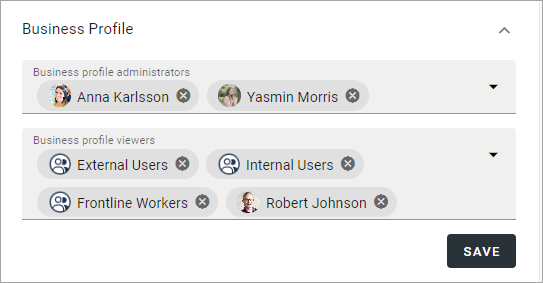 Business Profile
Business profile administrators
Anna Karlsson Yasmin Morris
Business profile viewers
External Users Internal Users
Frontline Workers Robert Johnson
SAVE